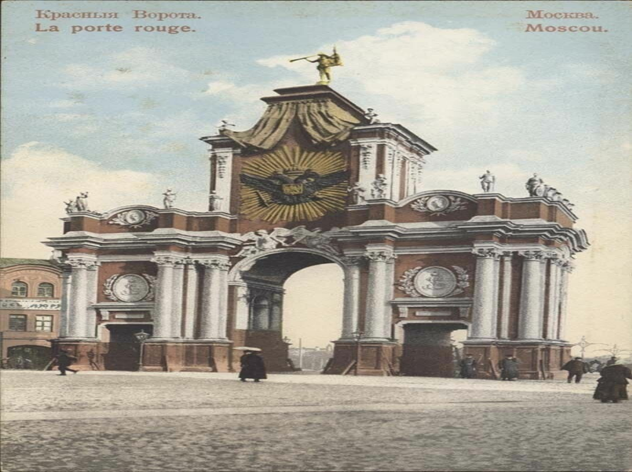 Красныя Ворота.
La porte rouge.
Москва.
Moscou.